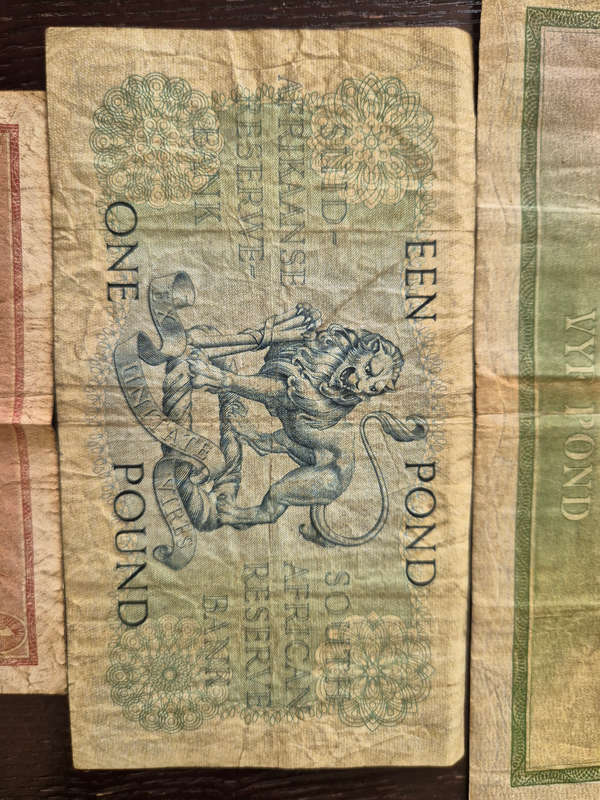 EEN POND
SUID-
AFRIKAANSE
RESERWE-
BANK
SOUTH
AFRICAN
RESERVE
BANK
EX
UNITATE
VIRES
ONE POUND
VYF POND